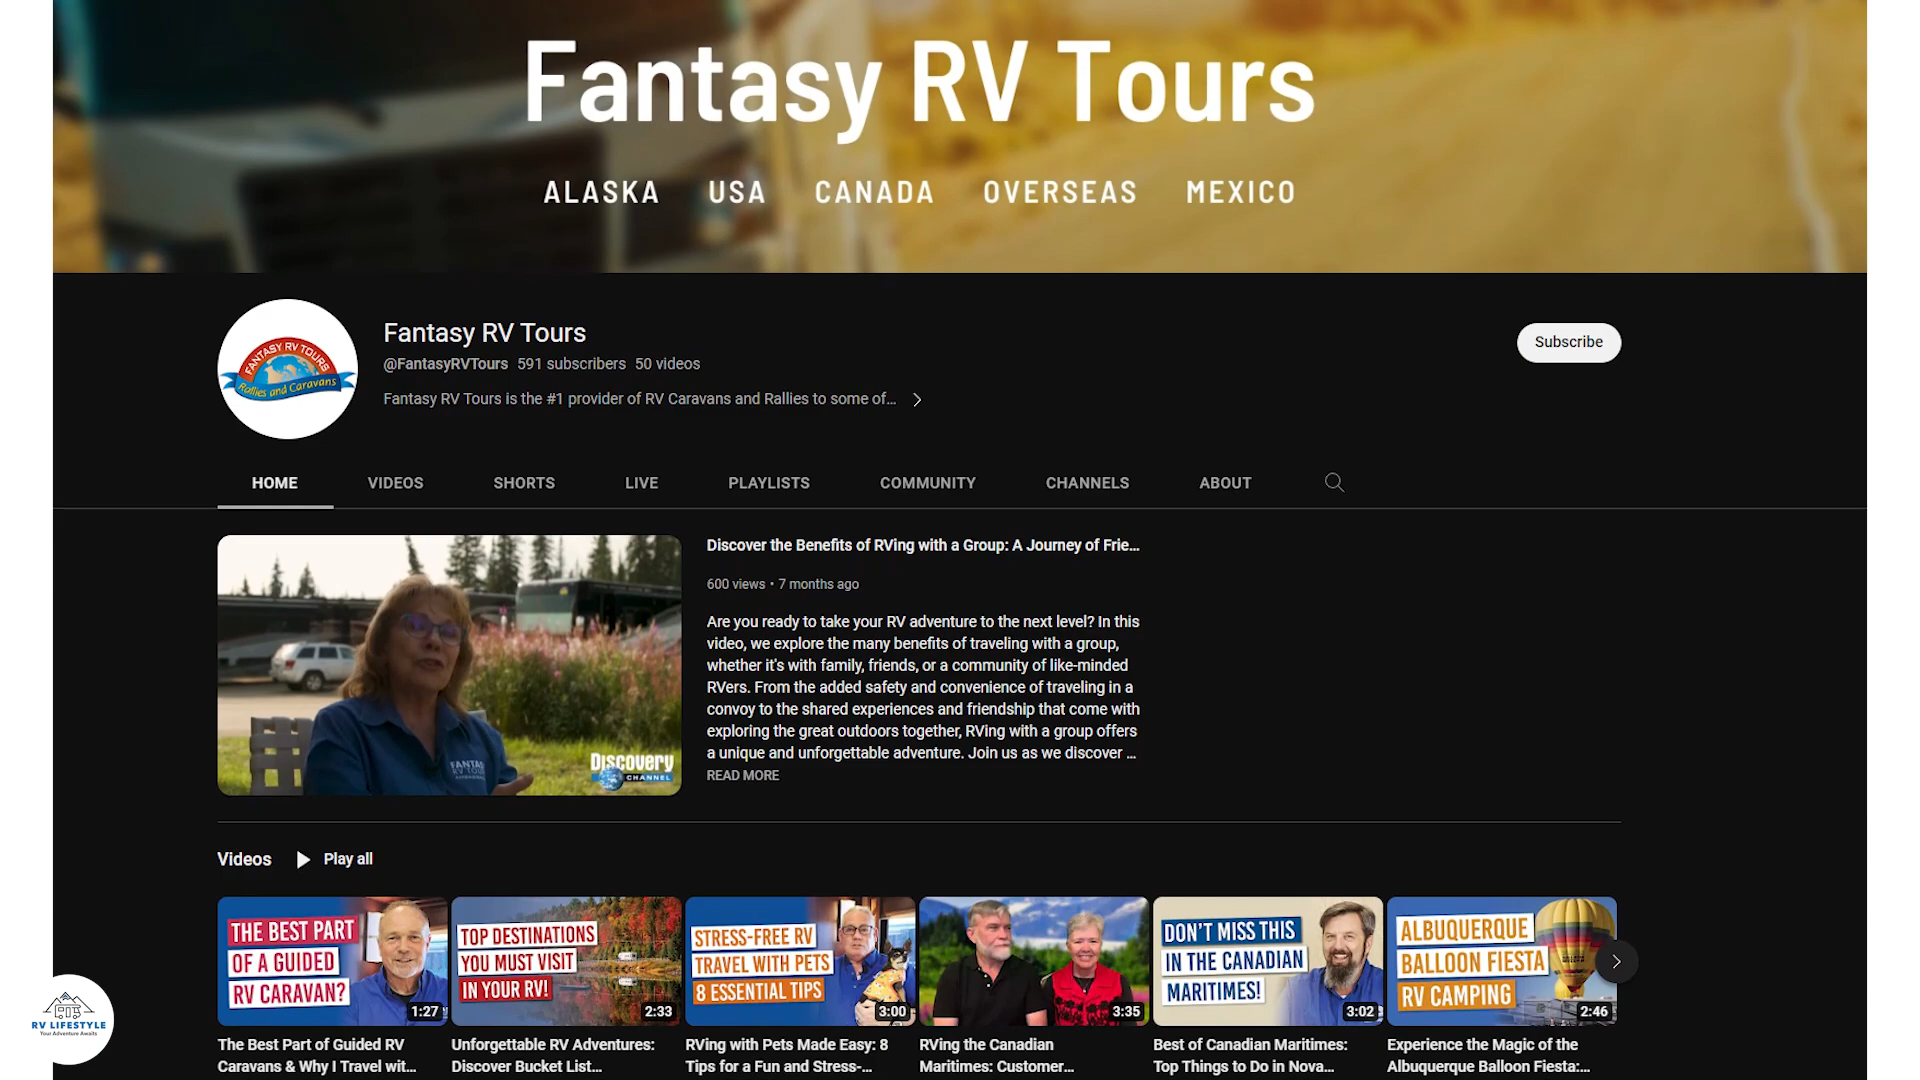 Fantasy RV Tours
ALASKA USA CANADA OVERSEAS MEXICO
FANTASY RV TOURS
Rallies and Caravans
Fantasy RV Tours
@FantasyRVTours 591 subscribers 50 videos
Fantasy RV Tours is the #1 provider of RV Caravans and Rallies to some of...
Subscribe
HOME VIDEOS SHORTS LIVE PLAYLISTS COMMUNITY CHANNELS ABOUT
Discover the Benefits of RVing with a Group: A Journey of Frie...
600 views • 7 months ago
Are you ready to take your RV adventure to the next level? In this
video, we explore the many benefits of traveling with a group,
whether it's with family, friends, or a community of like-minded
RVers. From the added safety and convenience of traveling in a
convoy to the shared experiences and friendship that come with
exploring the great outdoors together, RVing with a group offers
a unique and unforgettable adventure. Join us as we discover ...
READ MORE
DISCOVERY
CHANNEL
Videos Play all
THE BEST PART
OF A GUIDED
RV CARAVAN?
1:27
TOP DESTINATIONS
YOU MUST VISIT
IN YOUR RV!
2:33
STRESS-FREE RV
TRAVEL WITH PETS
8 ESSENTIAL TIPS
3:00
3:35
DON'T MISS THIS
IN THE CANADIAN
MARITIMES!
3:02
ALBUQUERQUE
BALLOON FIESTA
RV CAMPING
2:46
The Best Part of Guided RV
Caravans & Why I Travel wit...
Unforgettable RV Adventures:
Discover Bucket List...
RVing with Pets Made Easy: 8
Tips for a Fun and Stress-...
RVing the Canadian
Maritimes: Customer...
Best of Canadian Maritimes:
Top Things to Do in Nova...
Experience the Magic of the
Albuquerque Balloon Fiesta:...
RV LIFESTYLE
Your Adventure Awaits